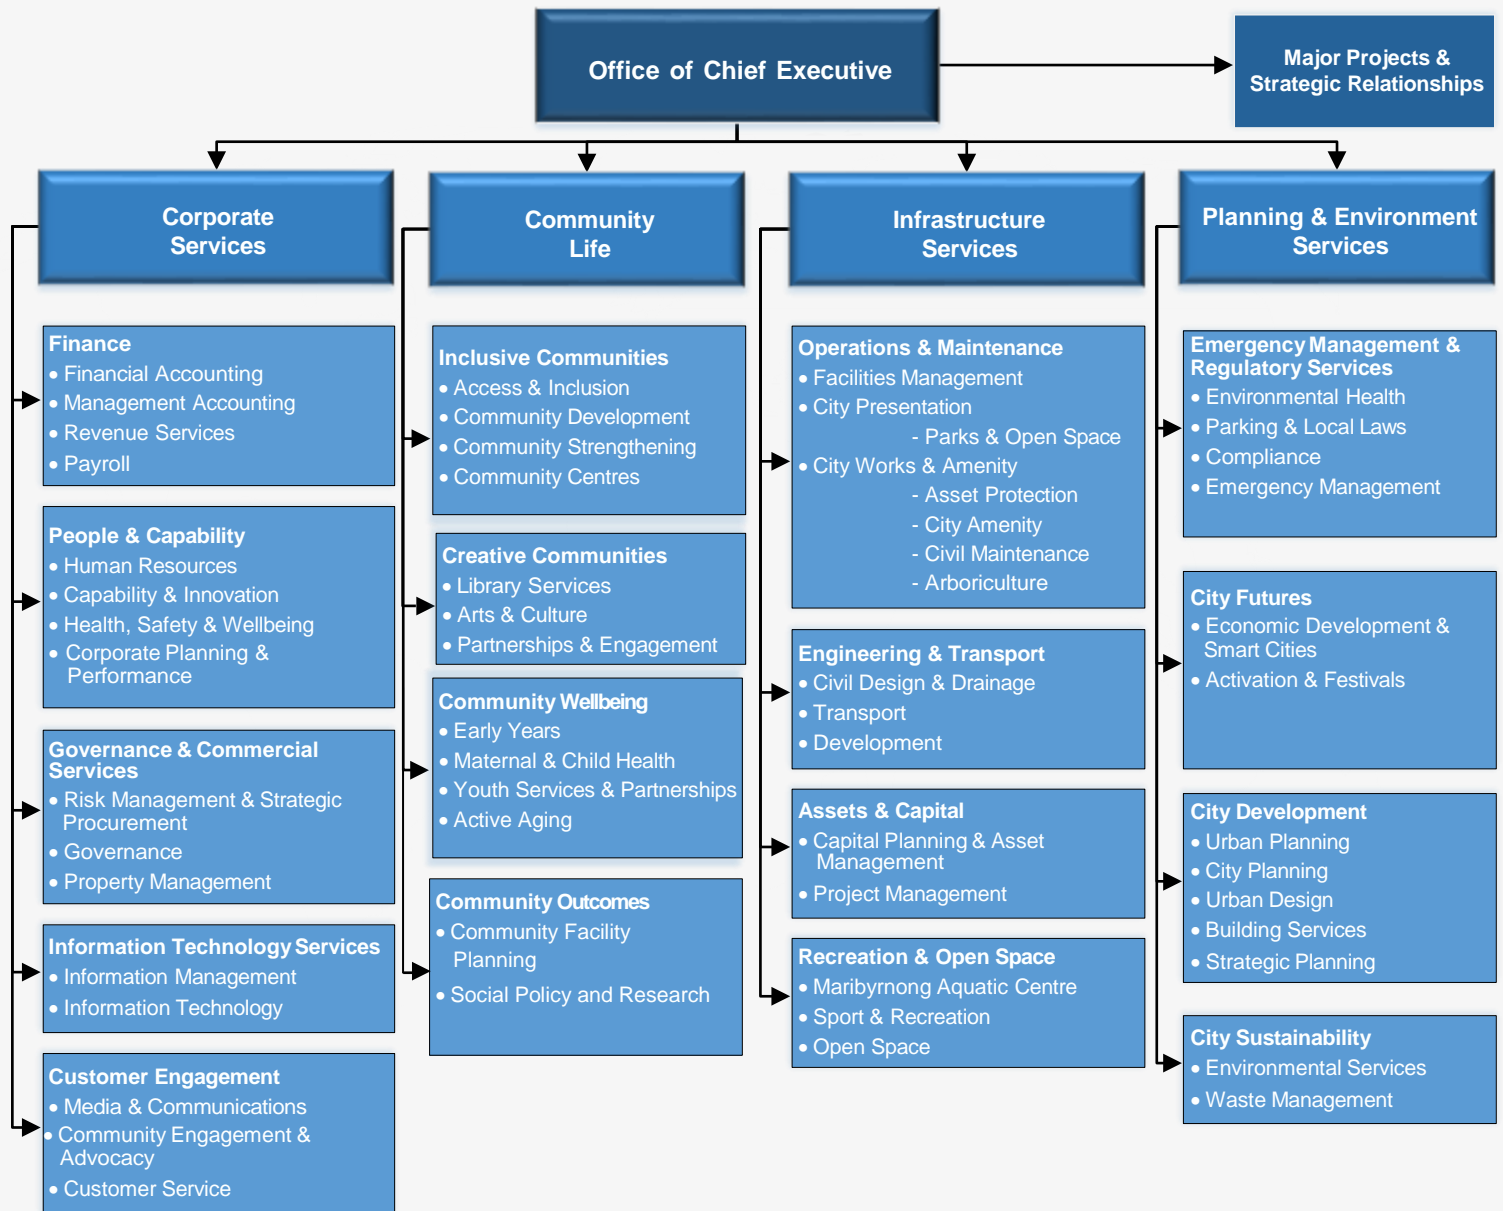 Office of Chief Executive
Major Projects &
Strategic Relationships
Corporate
Services
Community
Life
Infrastructure
Services
Planning & Environment
Services
Finance
• Financial Accounting
• Management Accounting
• Revenue Services
• Payroll
People & Capability
• Human Resources
• Capability & Innovation
• Health, Safety & Wellbeing
• Corporate Planning &
Performance
Governance & Commercial
Services
• Risk Management & Strategic
Procurement
• Governance
• Property Management
Information Technology Services
• Information Management
• Information Technology
Customer Engagement
• Media & Communications
• Community Engagement &
Advocacy
• Customer Service
Inclusive Communities
• Access & Inclusion
• Community Development
• Community Strengthening
• Community Centres
Creative Communities
• Library Services
• Arts & Culture
• Partnerships & Engagement
Community Wellbeing
• Early Years
• Maternal & Child Health
• Youth Services & Partnerships
• Active Aging
Community Outcomes
• Community Facility
Planning
• Social Policy and Research
Operations & Maintenance
• Facilities Management
• City Presentation
- Parks & Open Space
• City Works & Amenity
- Asset Protection
- City Amenity
- Civil Maintenance
- Arboriculture
Engineering & Transport
• Civil Design & Drainage
• Transport
• Development
Assets & Capital
• Capital Planning & Asset
Management
• Project Management
Recreation & Open Space
• Maribyrnong Aquatic Centre
• Sport & Recreation
• Open Space
Emergency Management &
Regulatory Services
• Environmental Health
• Parking & Local Laws
• Compliance
• Emergency Management
City Futures
• Economic Development &
Smart Cities
• Activation & Festivals
City Development
• Urban Planning
• City Planning
• Urban Design
• Building Services
• Strategic Planning
City Sustainability
• Environmental Services
• Waste Management